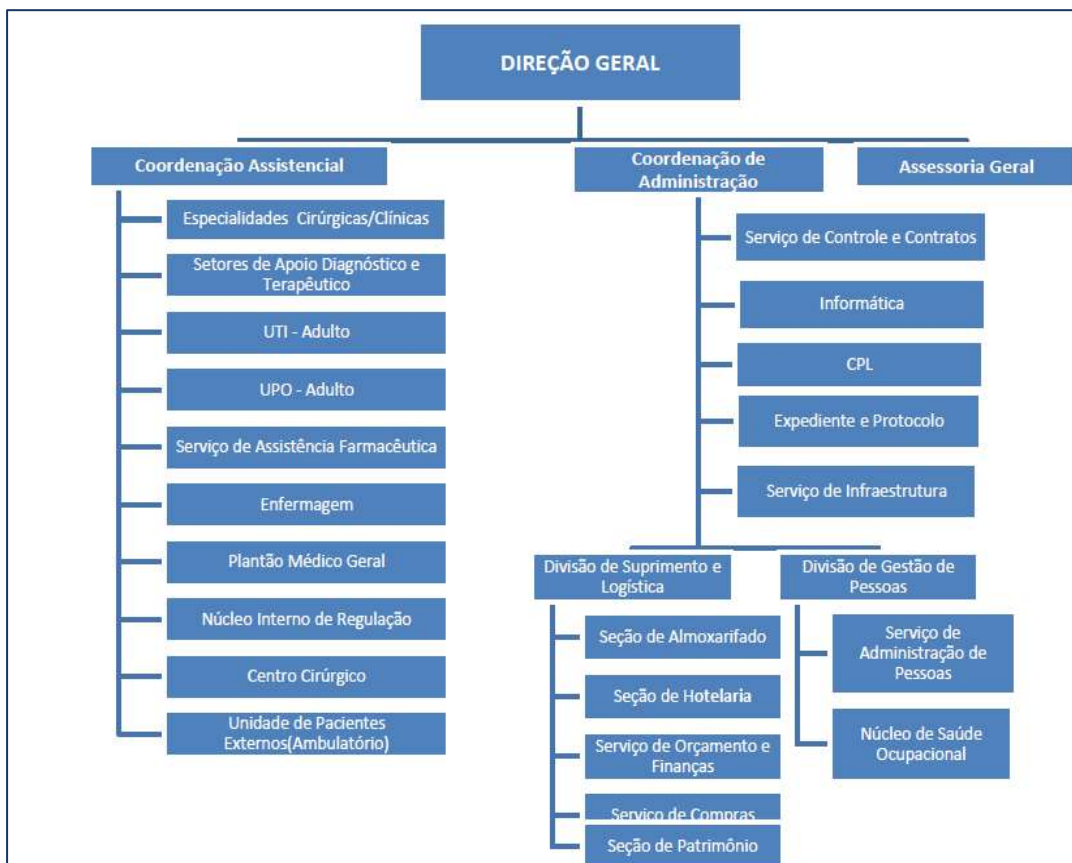 DIREÇÃO GERAL
Coordenação Assistencial
Especialidades Cirúrgicas/Clínicas
Setores de Apoio Diagnóstico e
Terapêutico
UTI - Adulto
UPO - Adulto
Serviço de Assistência Farmacêutica
Enfermagem
Plantão Médico Geral
Núcleo Interno de Regulação
Centro Cirúrgico
Unidade de Pacientes
Externos(Ambulatório)
Coordenação de
Administração
Serviço de Controle e Contratos
Informática
CPL
Expediente e Protocolo
Serviço de Infraestrutura
Divisão de Suprimento e
Logística
Seção de Almoxarifado
Seção de Hotelaria
Serviço de Orçamento e
Finanças
Serviço de Compras
Seção de Patrimônio
Divisão de Gestão de
Pessoas
Serviço de
Administração de
Pessoas
Núcleo de Saúde
Ocupacional
Assessoria Geral